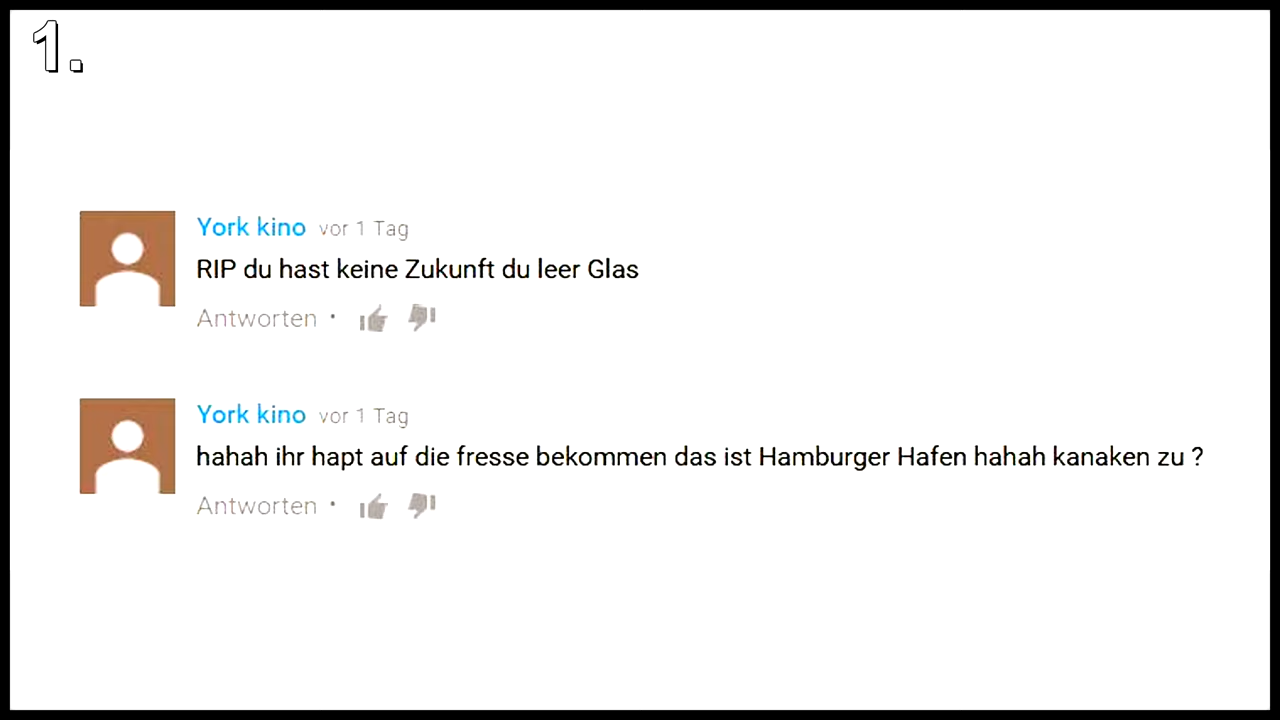 1.
York kino vor 1 Tag
RIP du hast keine Zukunft du leer Glas
Antworten •
York kino vor 1 Tag
hahah ihr hapt auf die fresse bekommen das ist Hamburger Hafen hahah kanaken zu ?
Antworten •